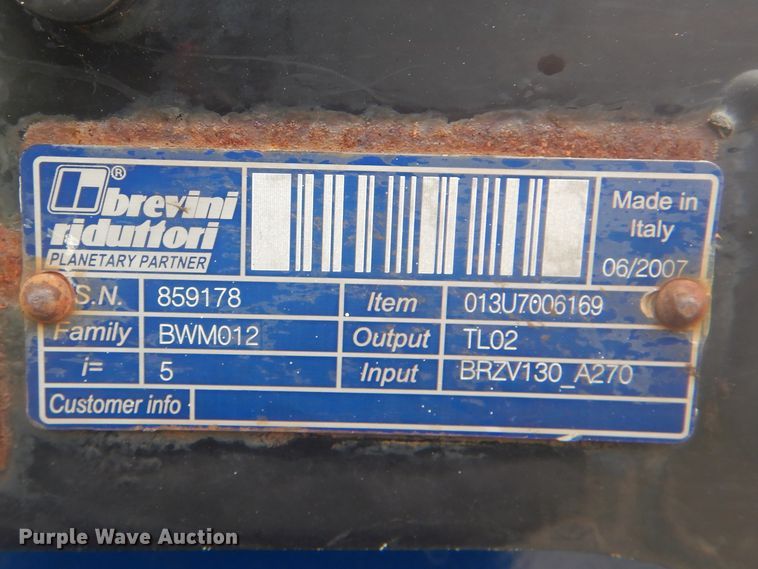 ®
brevini
riduttori
PLANETARY PARTNER
Made in
Italy
06/2007
S.N. 859178 Item 013U7006169
Family BWM012 Output TL02
i= 5 Input BRZV130_A270
Customer info
Purple Wave Auction